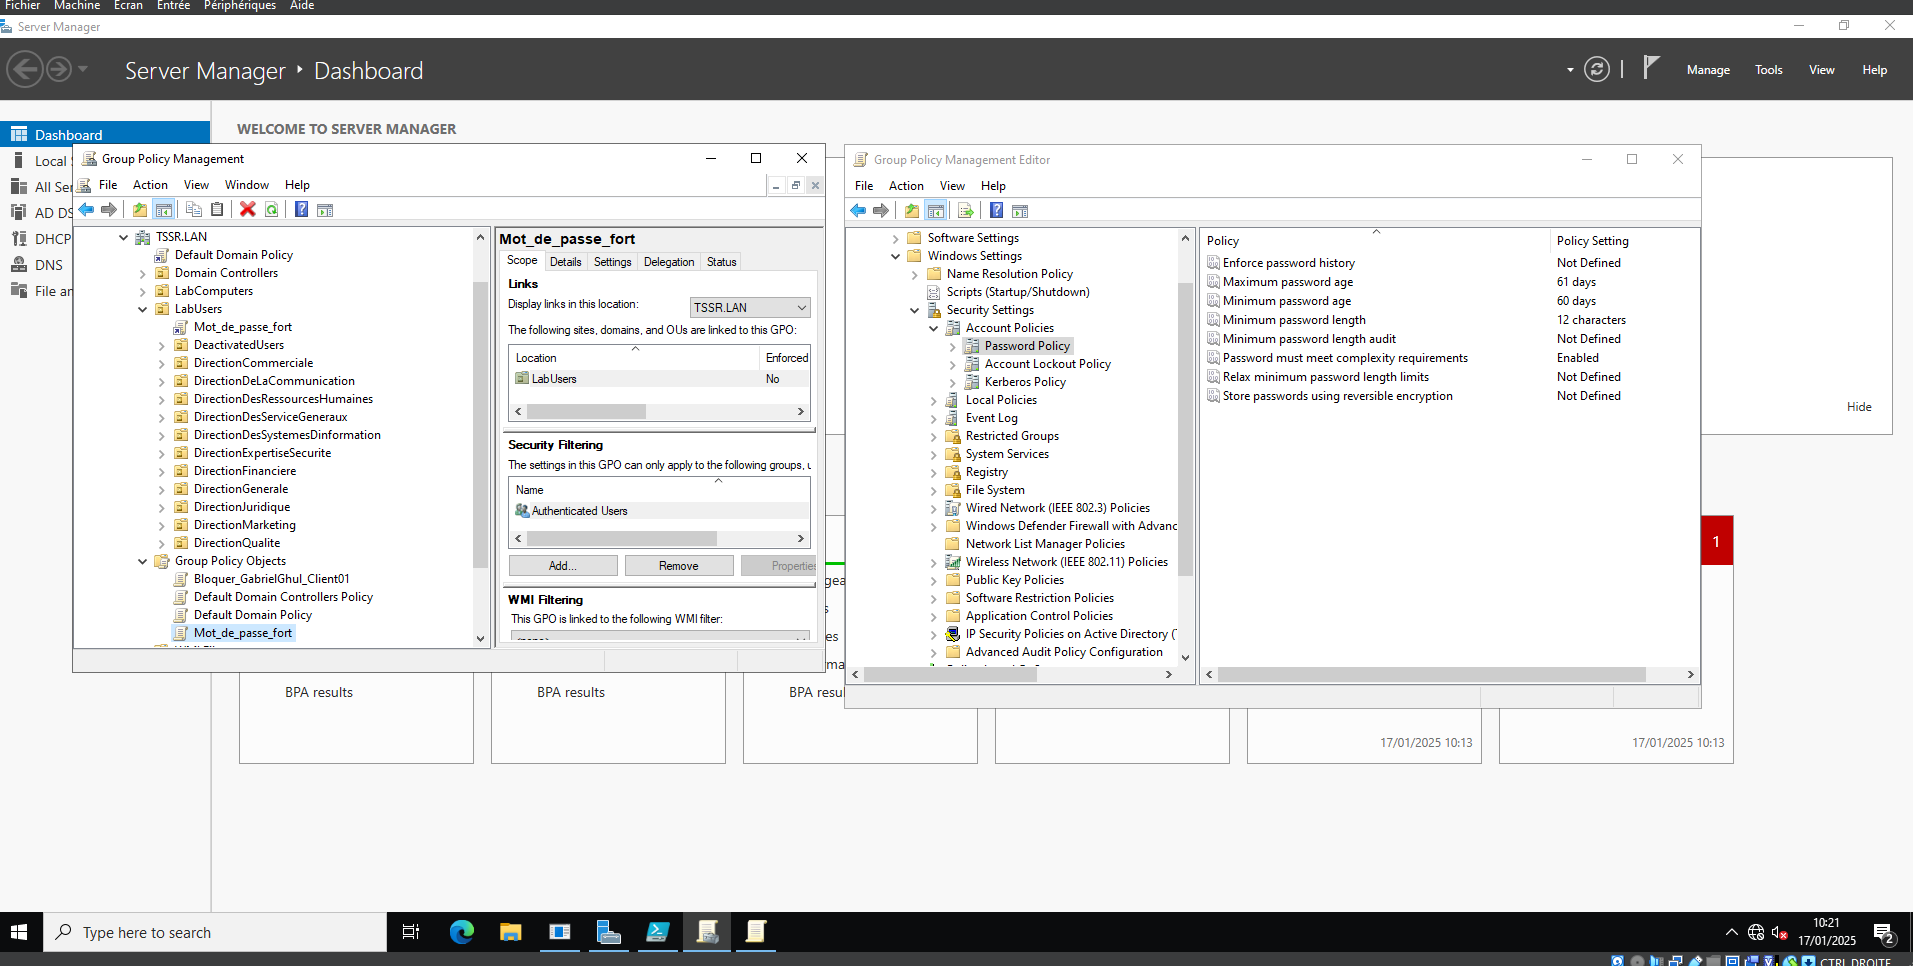 Fichier Machine Ecran Entrée Périphériques Aide
Server Manager
Server Manager Dashboard
Manage Tools View Help
Dashboard
Local
All Ser
AD DS
DHCP
DNS
File an
WELCOME TO SERVER MANAGER
Group Policy Management
File Action View Window Help
TSSR.LAN
Default Domain Policy
Domain Controllers
LabComputers
LabUsers
Mot_de_passe_fort
DeactivatedUsers
DirectionCommerciale
DirectionDeLaCommunication
DirectionDesRessourcesHumaines
DirectionDesServiceGeneraux
DirectionDesSystemesDinformation
DirectionExpertiseSecurite
DirectionFinanciere
DirectionGenerale
DirectionJuridique
DirectionMarketing
DirectionQualite
Group Policy Objects
Bloquer_GabrielGhul_Client01
Default Domain Controllers Policy
Default Domain Policy
Mot_de_passe_fort
Mot_de_passe_fort
Scope Details Settings Delegation Status
Links
Display links in this location: TSSR.LAN
The following sites, domains, and OUs are linked to this GPO:
Location Enforced
LabUsers No
Security Filtering
The settings in this GPO can only apply to the following groups, u
Name
Authenticated Users
Add... Remove Properties
WMI Filtering
This GPO is linked to the following WMI filter:
Group Policy Management Editor
File Action View Help
Software Settings
Windows Settings
Name Resolution Policy
Scripts (Startup/Shutdown)
Security Settings
Account Policies
Password Policy
Account Lockout Policy
Kerberos Policy
Local Policies
Event Log
Restricted Groups
System Services
Registry
File System
Wired Network (IEEE 802.3) Policies
Windows Defender Firewall with Advanc
Network List Manager Policies
Wireless Network (IEEE 802.11) Policies
Public Key Policies
Software Restriction Policies
Application Control Policies
IP Security Policies on Active Directory (
Advanced Audit Policy Configuration
Policy Policy Setting
Enforce password history Not Defined
Maximum password age 61 days
Minimum password age 60 days
Minimum password length 12 characters
Minimum password length audit Not Defined
Password must meet complexity requirements Enabled
Relax minimum password length limits Not Defined
Store passwords using reversible encryption Not Defined
Hide
1
BPA results
BPA results
BPA resu
17/01/2025 10:13
17/01/2025 10:13
Type here to search
10:21
17/01/2025
2
CTRL DROITE